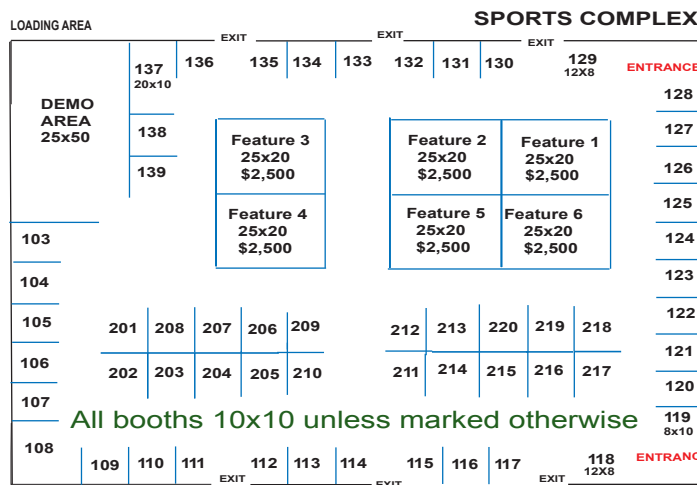 SPORTS COMPLEX
LOADING AREA
EXIT
EXIT
EXIT
137
20x10
136
135
134
133
132
131
130
129
12X8
ENTRANCE
DEMO
AREA
25x50
138
139
128
127
126
125
124
123
122
121
120
119
8x10
Feature 3
25x20
$2,500
Feature 2
25x20
$2,500
Feature 1
25x20
$2,500
Feature 4
25x20
$2,500
Feature 5
25x20
$2,500
Feature 6
25x20
$2,500
103
104
105
106
107
108
201 208 207 206 209
202 203 204 205 210
212 213 220 219 218
211 214 215 216 217
All booths 10x10 unless marked otherwise
109 110 111 112 113 114 115 116 117
118
12X8
ENTRANC
EXIT
EXIT
EXIT